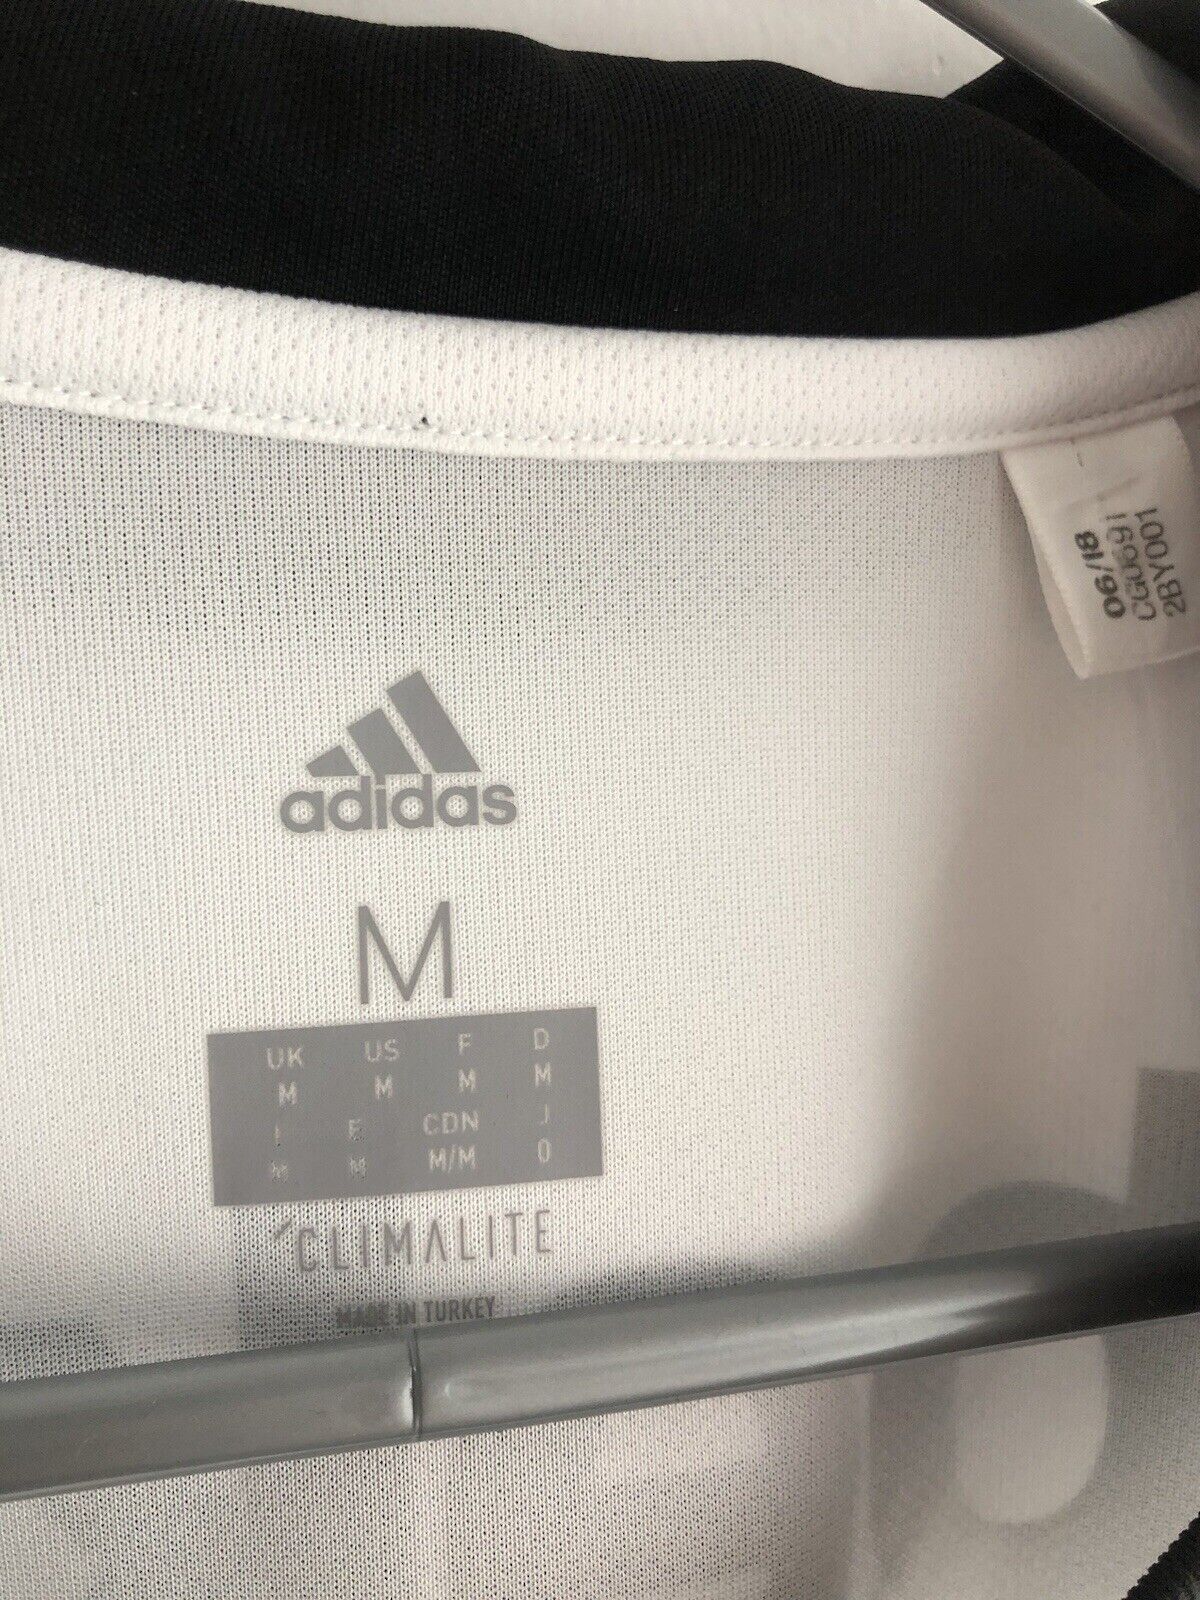 06/18
2BY001
adidas
M
UK US F D
M M M M
I E CDN J
M M M/M O
CLIMALITE
MADE IN TURKEY